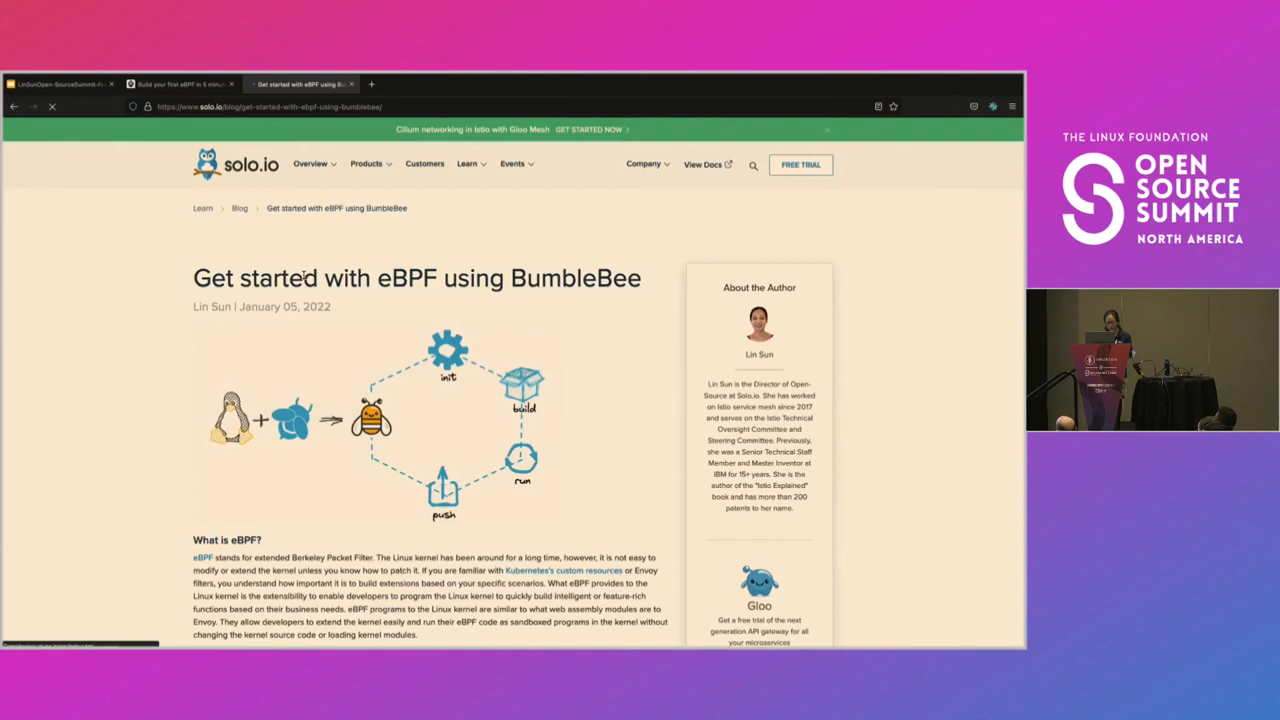 LinSunOpen-SourceSummit-Fi
Build your first eBPF in 5 minut
Get started with eBPF using Bu
https://www.solo.io/blog/get-started-with-ebpf-using-bumblebee/
Cilium networking in Istio with Gloo Mesh GET STARTED NOW
solo.io
Overview
Products
Customers
Learn
Events
Company
View Docs
FREE TRIAL
Learn > Blog > Get started with eBPF using BumbleBee
Get started with eBPF using BumbleBee
Lin Sun | January 05, 2022
init
build
run
push
What is eBPF?
eBPF stands for extended Berkeley Packet Filter. The Linux kernel has been around for a long time, however, it is not easy to
modify or extend the kernel unless you know how to patch it. If you are familiar with Kubernetes's custom resources or Envoy
filters, you understand how important it is to build extensions based on your specific scenarios. What eBPF provides to the
Linux kernel is the extensibility to enable developers to program the Linux kernel to quickly build intelligent or feature-rich
functions based on their business needs. eBPF programs to the Linux kernel are similar to what web assembly modules are to
Envoy. They allow developers to extend the kernel easily and run their eBPF code as sandboxed programs in the kernel without
changing the kernel source code or loading kernel modules.
About the Author
Lin Sun
Lin Sun is the Director of Open-
Source at Solo.io. She has worked
on Istio service mesh since 2017
and serves on the Istio Technical
Oversight Committee and
Steering Committee. Previously,
she was a Senior Technical Staff
Member and Master Inventor at
IBM for 15+ years. She is the
author of the "Istio Explained"
book and has more than 200
patents to her name.
Gloo
Get a free trial of the next
generation API gateway for all
your microservices
THE LINUX FOUNDATION
OPEN
SOURCE
SUMMIT
NORTH AMERICA